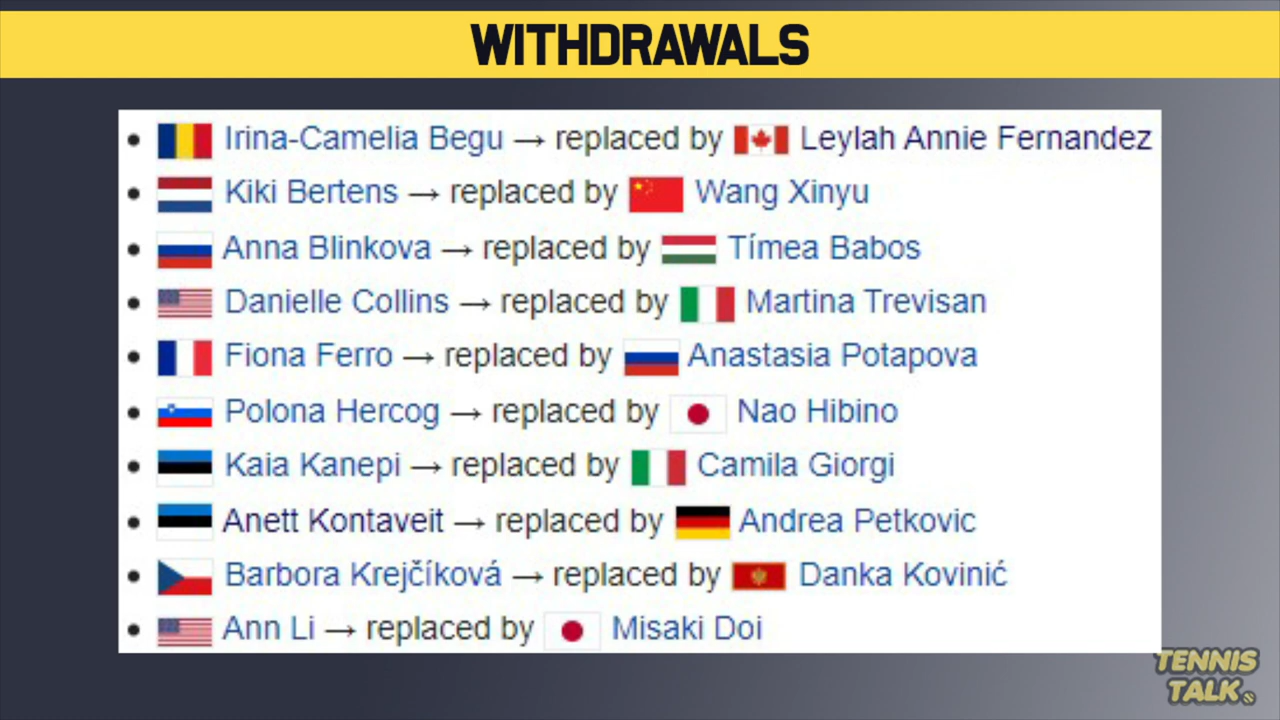 WITHDRAWALS
• Irina-Camelia Begu → replaced by Leylah Annie Fernandez
• Kiki Bertens → replaced by Wang Xinyu
• Anna Blinkova → replaced by Tímea Babos
• Danielle Collins → replaced by Martina Trevisan
• Fiona Ferro → replaced by Anastasia Potapova
• Polona Hercog → replaced by Nao Hibino
• Kaia Kanepi → replaced by Camila Giorgi
• Anett Kontaveit → replaced by Andrea Petkovic
• Barbora Krejčíková → replaced by Danka Kovinić
• Ann Li → replaced by Misaki Doi
TENNIS
TALK